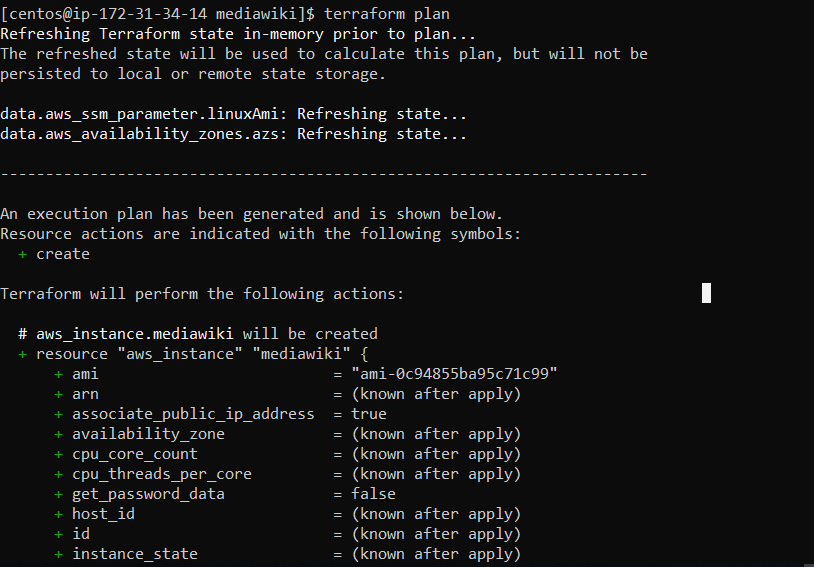 [centos@ip-172-31-34-14 mediawiki]$ terraform plan
Refreshing Terraform state in-memory prior to plan...
The refreshed state will be used to calculate this plan, but will not be
persisted to local or remote state storage.
data.aws_ssm_parameter.linuxAmi: Refreshing state...
data.aws_availability_zones.azs: Refreshing state...
------------------------------------------------------------------------
An execution plan has been generated and is shown below.
Resource actions are indicated with the following symbols:
  + create
Terraform will perform the following actions:
  # aws_instance.mediawiki will be created
  + resource "aws_instance" "mediawiki" {
      + ami                          = "ami-0c94855ba95c71c99"
      + arn                          = (known after apply)
      + associate_public_ip_address  = true
      + availability_zone            = (known after apply)
      + cpu_core_count               = (known after apply)
      + cpu_threads_per_core         = (known after apply)
      + get_password_data            = false
      + host_id                      = (known after apply)
      + id                           = (known after apply)
      + instance_state               = (known after apply)